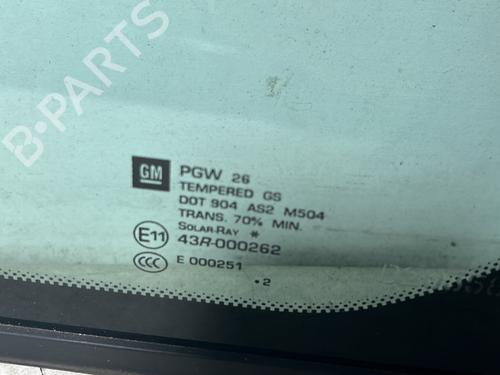 B-PARTS
GM
PGW 26
TEMPERED GS
DOT 904 AS2 M504
TRANS. 70% MIN.
SOLAR-RAY *
E11 43R-000262
CCC E 000251
•2